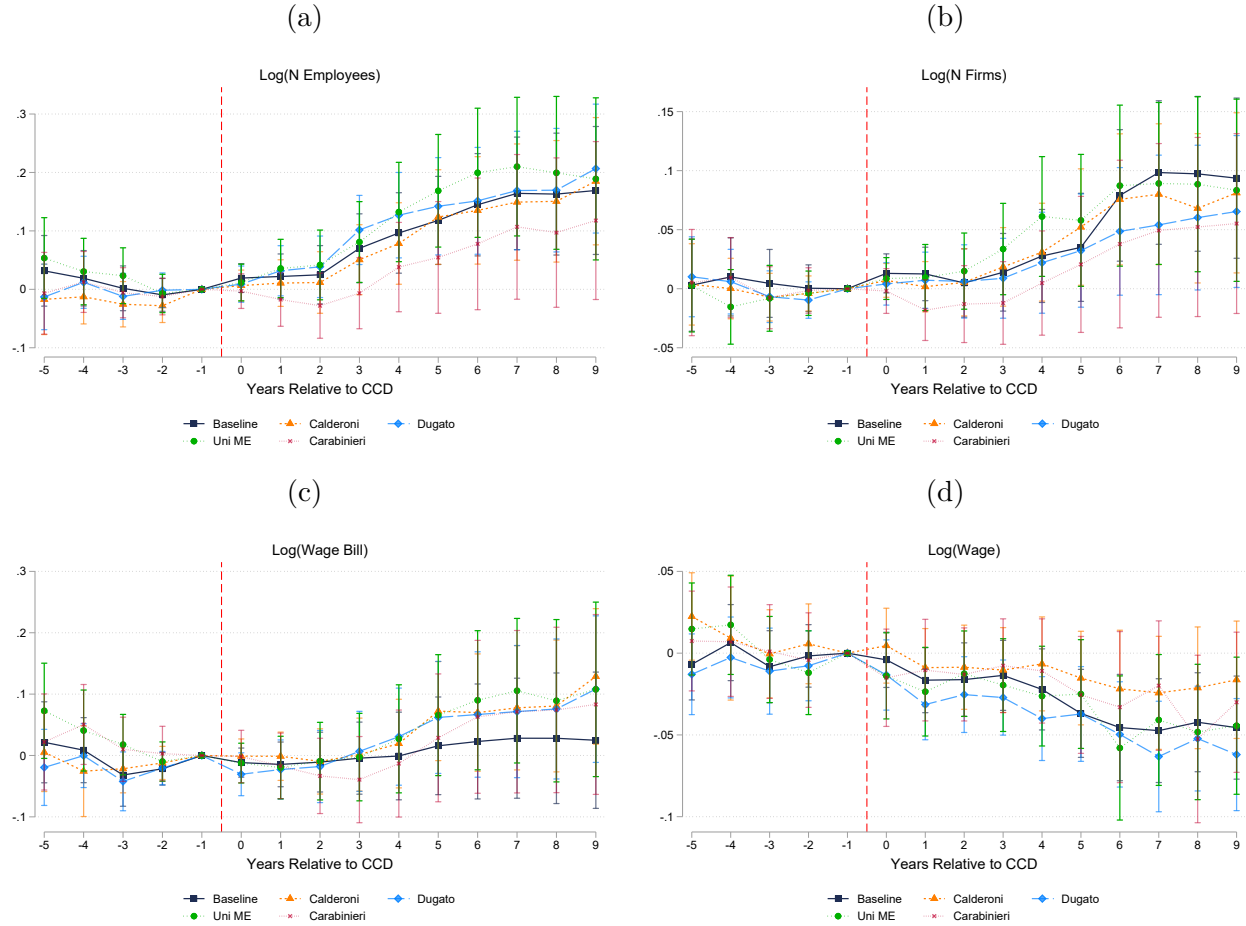 (a)
Log(N Employees)
.3
.2
.1
0
-.1
-5 -4 -3 -2 -1 0 1 2 3 4 5 6 7 8 9
Years Relative to CCD
Baseline Calderoni Dugato
Uni ME Carabinieri
(b)
Log(N Firms)
.15
.1
.05
0
-.05
-5 -4 -3 -2 -1 0 1 2 3 4 5 6 7 8 9
Years Relative to CCD
Baseline Calderoni Dugato
Uni ME Carabinieri
(c)
Log(Wage Bill)
.3
.2
.1
0
-.1
-5 -4 -3 -2 -1 0 1 2 3 4 5 6 7 8 9
Years Relative to CCD
Baseline Calderoni Dugato
Uni ME Carabinieri
(d)
Log(Wage)
.05
0
-.05
-.1
-5 -4 -3 -2 -1 0 1 2 3 4 5 6 7 8 9
Years Relative to CCD
Baseline Calderoni Dugato
Uni ME Carabinieri